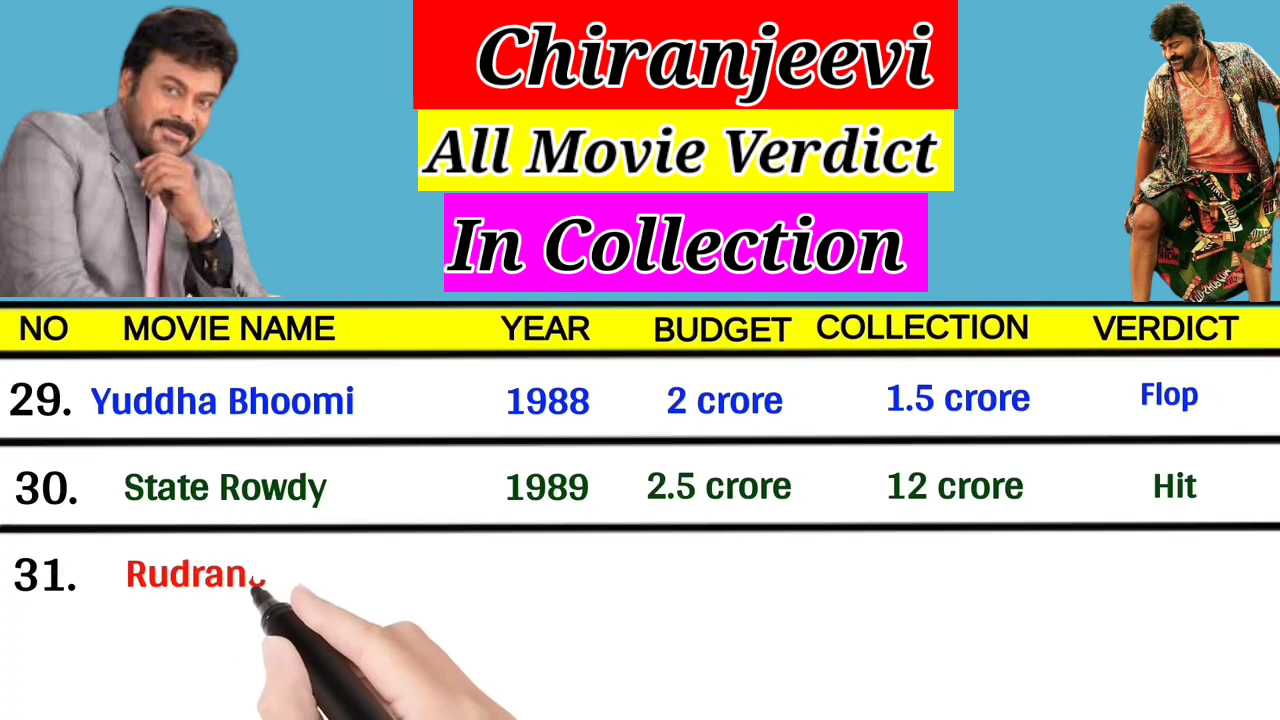 Chiranjeevi
All Movie Verdict
In Collection
NO MOVIE NAME YEAR BUDGET COLLECTION VERDICT
29. Yuddha Bhoomi 1988 2 crore 1.5 crore Flop
30. State Rowdy 1989 2.5 crore 12 crore Hit
31. Rudran